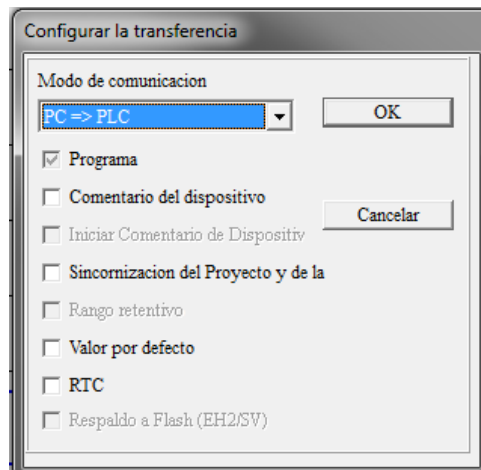 Configurar la transferencia
Modo de comunicacion
PC => PLC
OK
Programa
Comentario del dispositivo
Cancelar
Iniciar Comentario de Dispositiv
Sincornizacion del Proyecto y de la
Rango retentivo
Valor por defecto
RTC
Respaldo a Flash (EH2/SV)